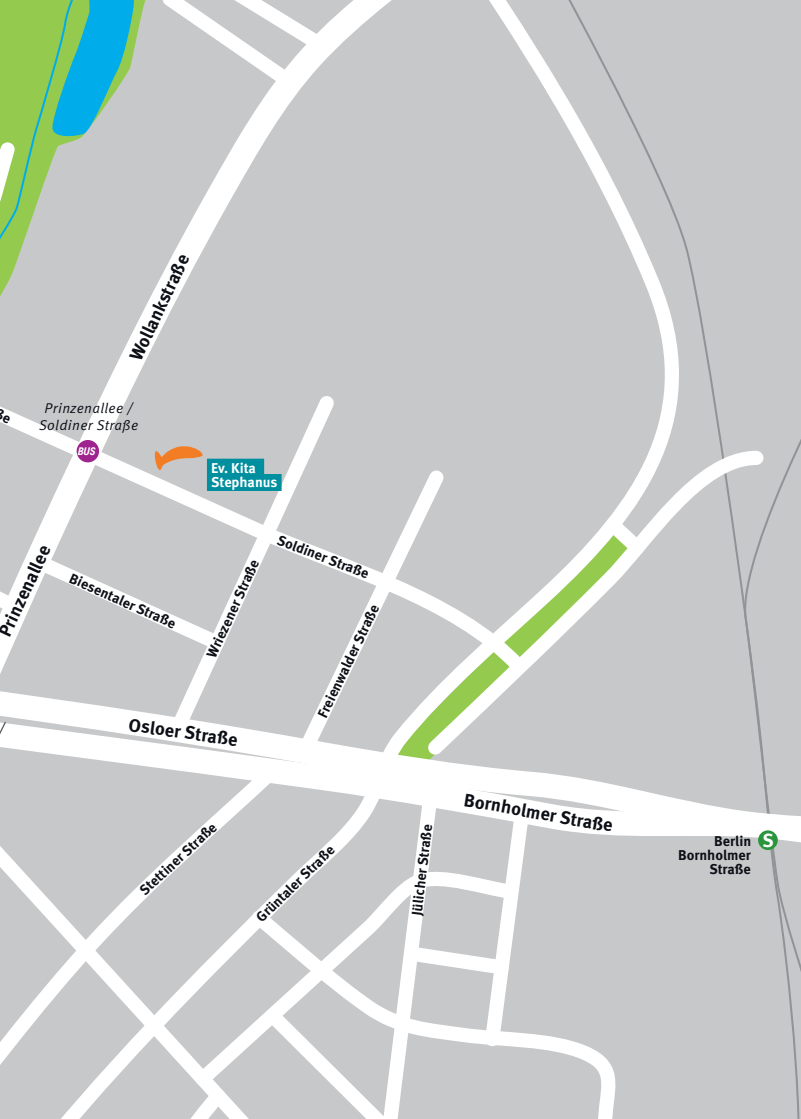 Wollankstraße
ße
Prinzenallee /
Soldiner Straße
BUS
Ev. Kita
Stephanus
Soldiner Straße
Prinzenallee
Biesentaler Straße
Wriezener Straße
Freienwalder Straße
Osloer Straße
Bornholmer Straße
Berlin
Bornholmer
Straße
S
Stettiner Straße
Grüntaler Straße
Jülicher Straße